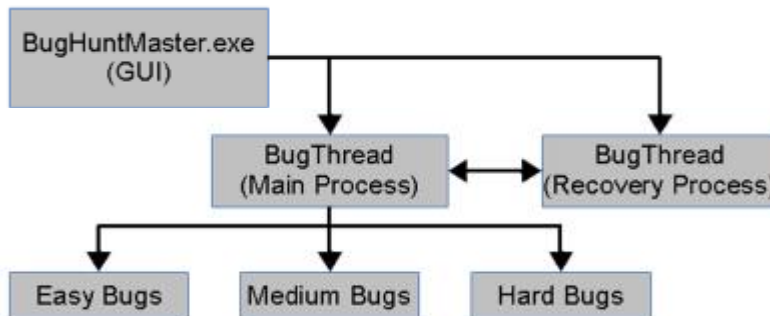 BugHuntMaster.exe
(GUI)
BugThread
(Main Process)
BugThread
(Recovery Process)
Easy Bugs
Medium Bugs
Hard Bugs